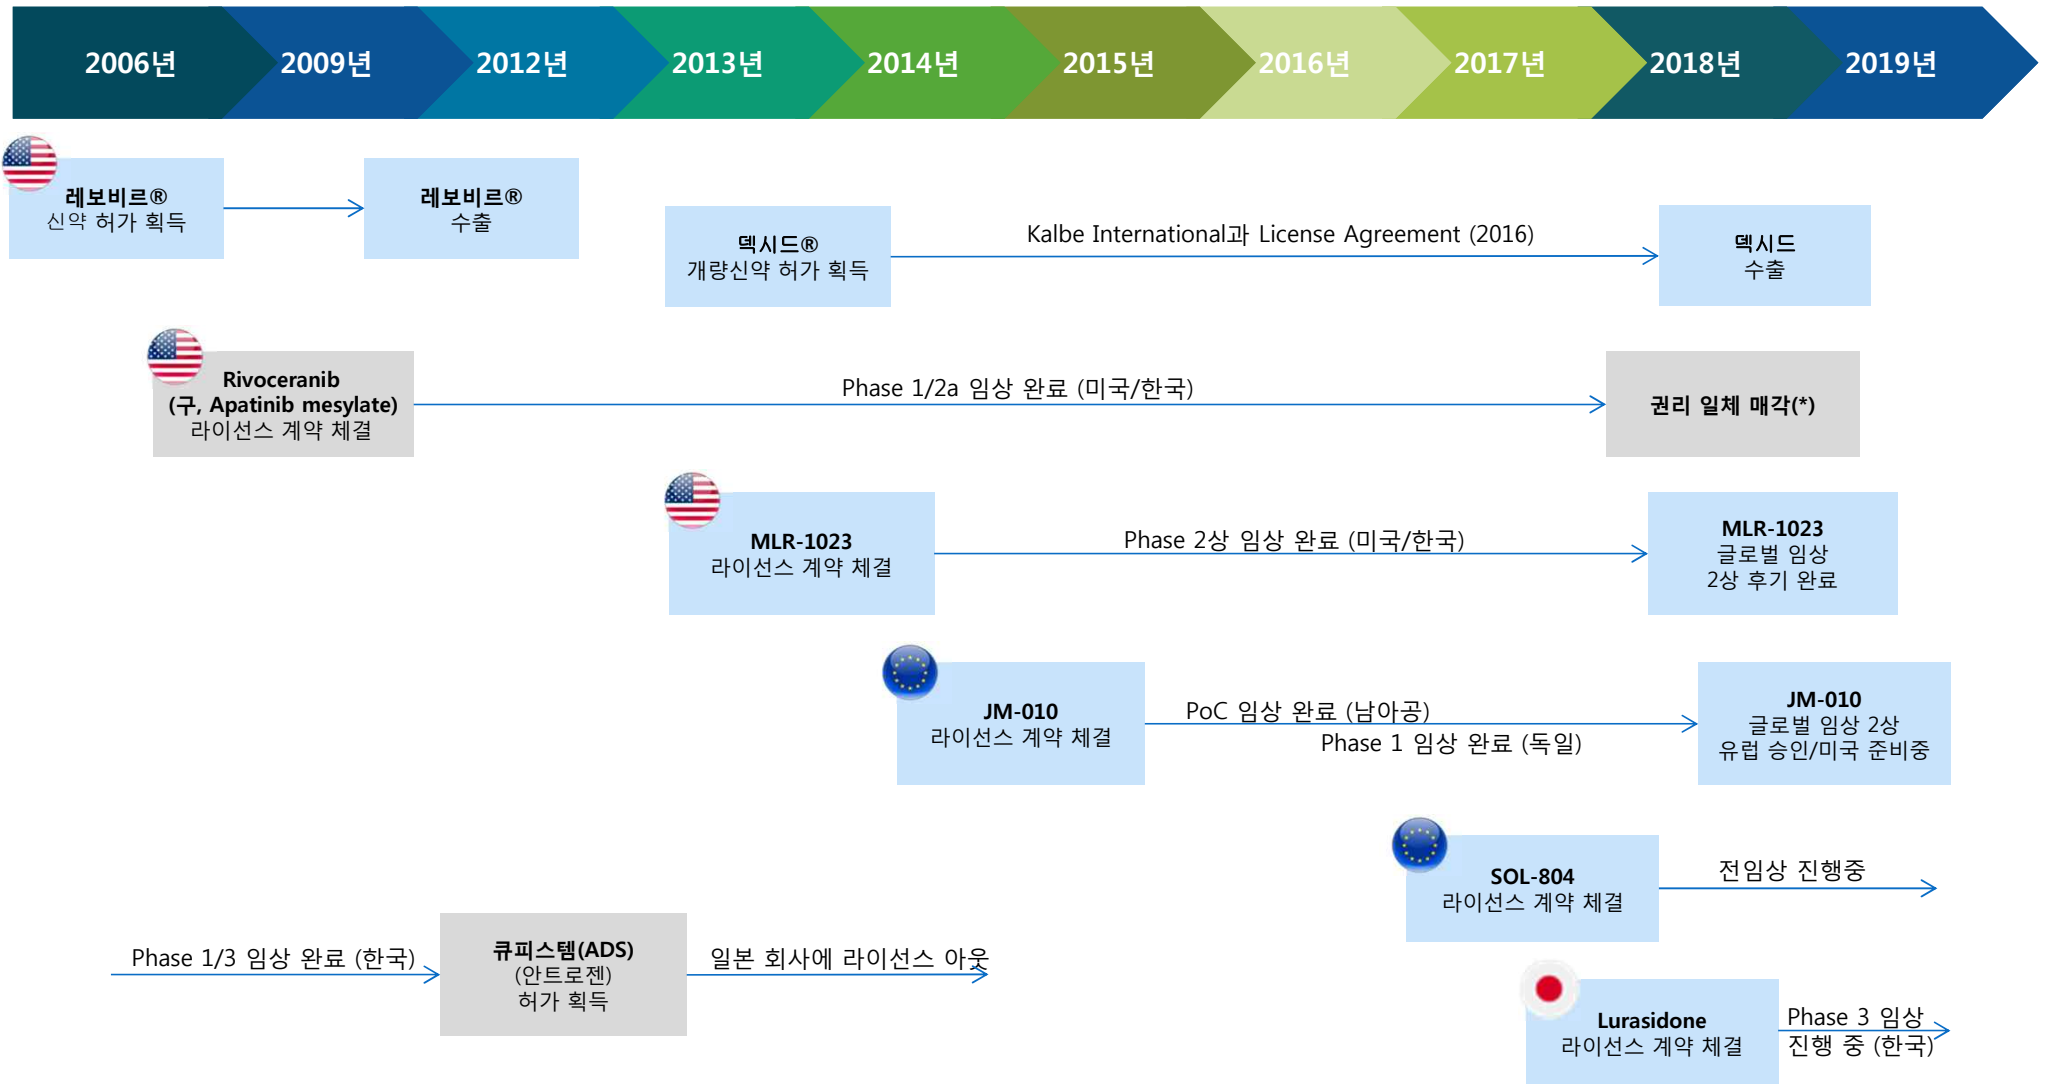 2006년
2009년
2012년
2013년
2014년
2015년
2016년
2017년
2018년
2019년
레보비르®
신약 허가 획득
레보비르®
수출
덱시드®
개량신약 허가 획득
Kalbe International과 License Agreement (2016)
덱시드
수출
Rivoceranib
(구, Apatinib mesylate)
라이선스 계약 체결
Phase 1/2a 임상 완료 (미국/한국)
권리 일체 매각(*)
MLR-1023
라이선스 계약 체결
Phase 2상 임상 완료 (미국/한국)
MLR-1023
글로벌 임상
2상 후기 완료
JM-010
라이선스 계약 체결
PoC 임상 완료 (남아공)
Phase 1 임상 완료 (독일)
JM-010
글로벌 임상 2상
유럽 승인/미국 준비중
SOL-804
라이선스 계약 체결
전임상 진행중
Phase 1/3 임상 완료 (한국)
큐피스템(ADS)
(안트로젠)
허가 획득
일본 회사에 라이선스 아웃
Lurasidone
라이선스 계약 체결
Phase 3 임상
진행 중 (한국)